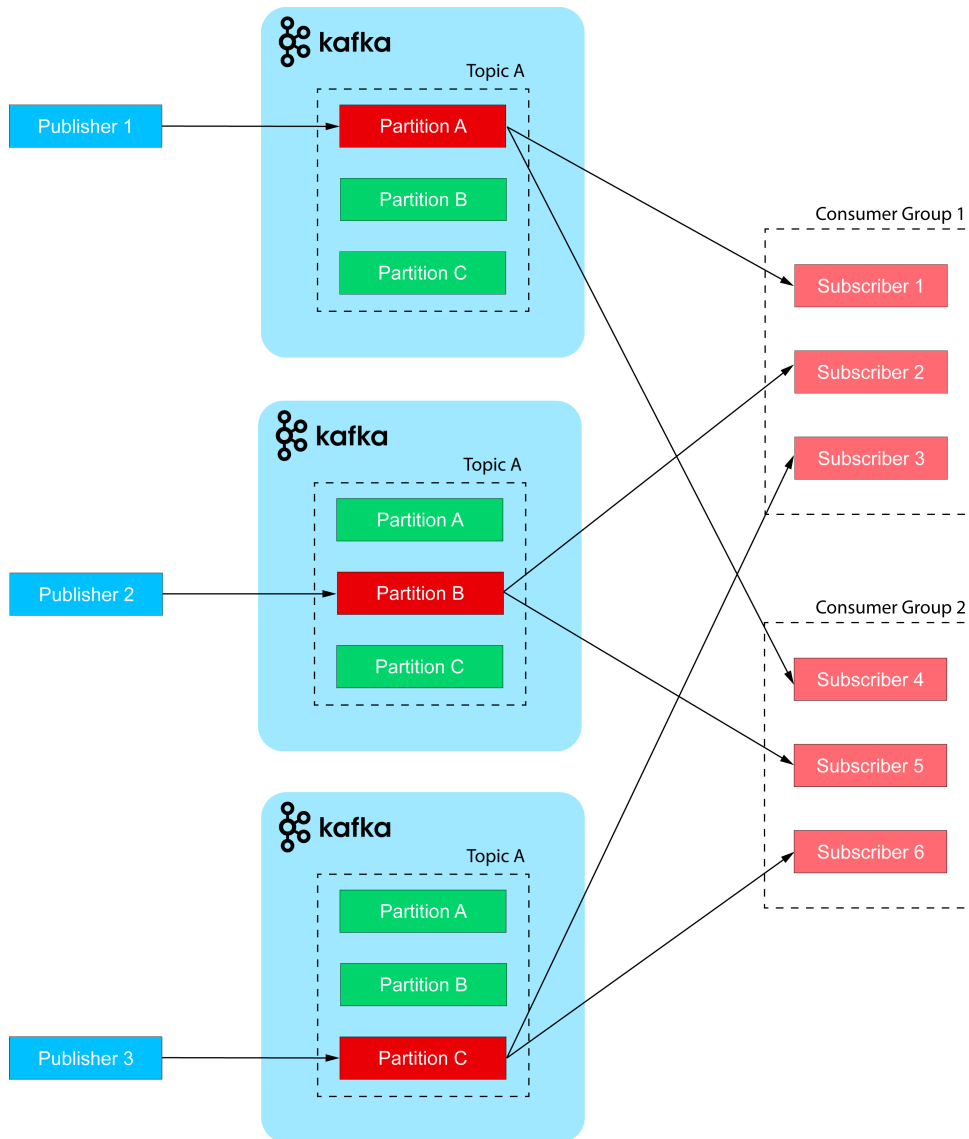 kafka
Topic A
Publisher 1
Partition A
Partition B
Partition C
kafka
Topic A
Partition A
Publisher 2
Partition B
Partition C
kafka
Topic A
Partition A
Partition B
Publisher 3
Partition C
Consumer Group 1
Subscriber 1
Subscriber 2
Subscriber 3
Consumer Group 2
Subscriber 4
Subscriber 5
Subscriber 6